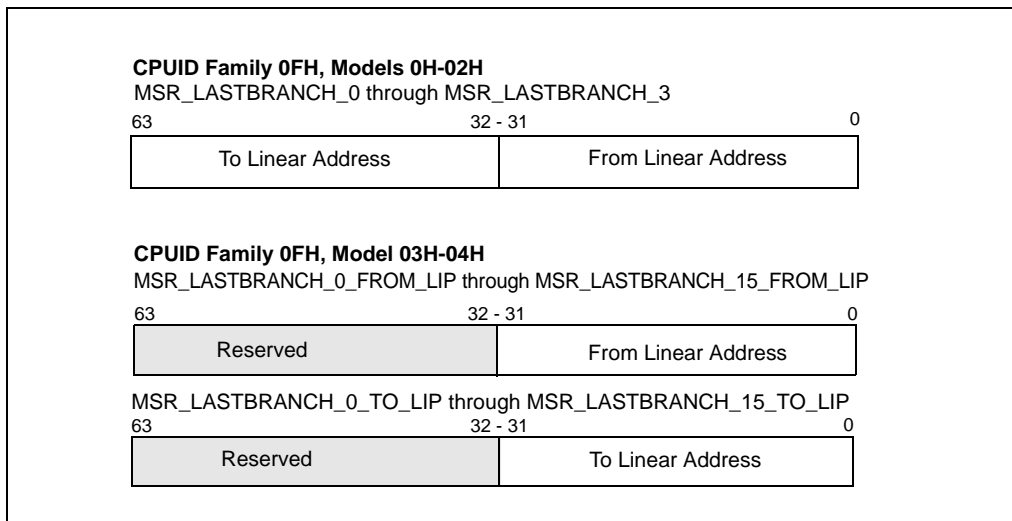 CPUID Family 0FH, Models 0H-02H
MSR_LASTBRANCH_0 through MSR_LASTBRANCH_3
63 32 - 31 0
To Linear Address From Linear Address
CPUID Family 0FH, Model 03H-04H
MSR_LASTBRANCH_0_FROM_LIP through MSR_LASTBRANCH_15_FROM_LIP
63 32 - 31 0
Reserved From Linear Address
MSR_LASTBRANCH_0_TO_LIP through MSR_LASTBRANCH_15_TO_LIP
63 32 - 31 0
Reserved To Linear Address